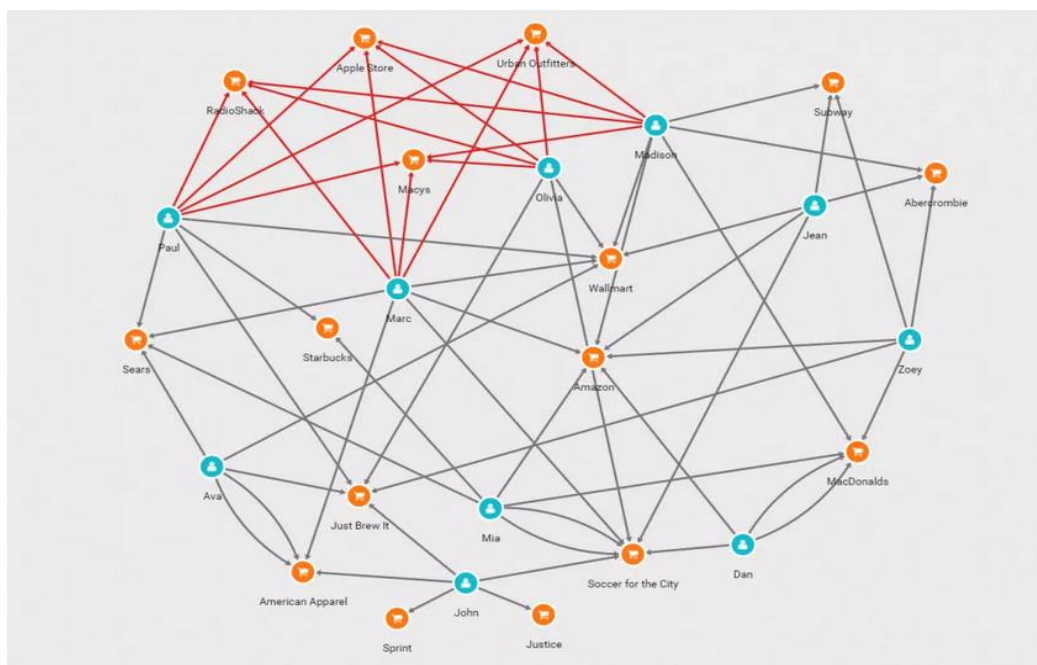 Apple Store
Urban Outfitters
RadioShack
Subway
Madison
Macys
Olivia
Abercrombie
Jean
Paul
Wallmart
Marc
Starbucks
Sears
Zoey
Amazon
MacDonalds
Ava
Just Brew It
Mia
Dan
Soccer for the City
American Apparel
John
Justice
Sprint